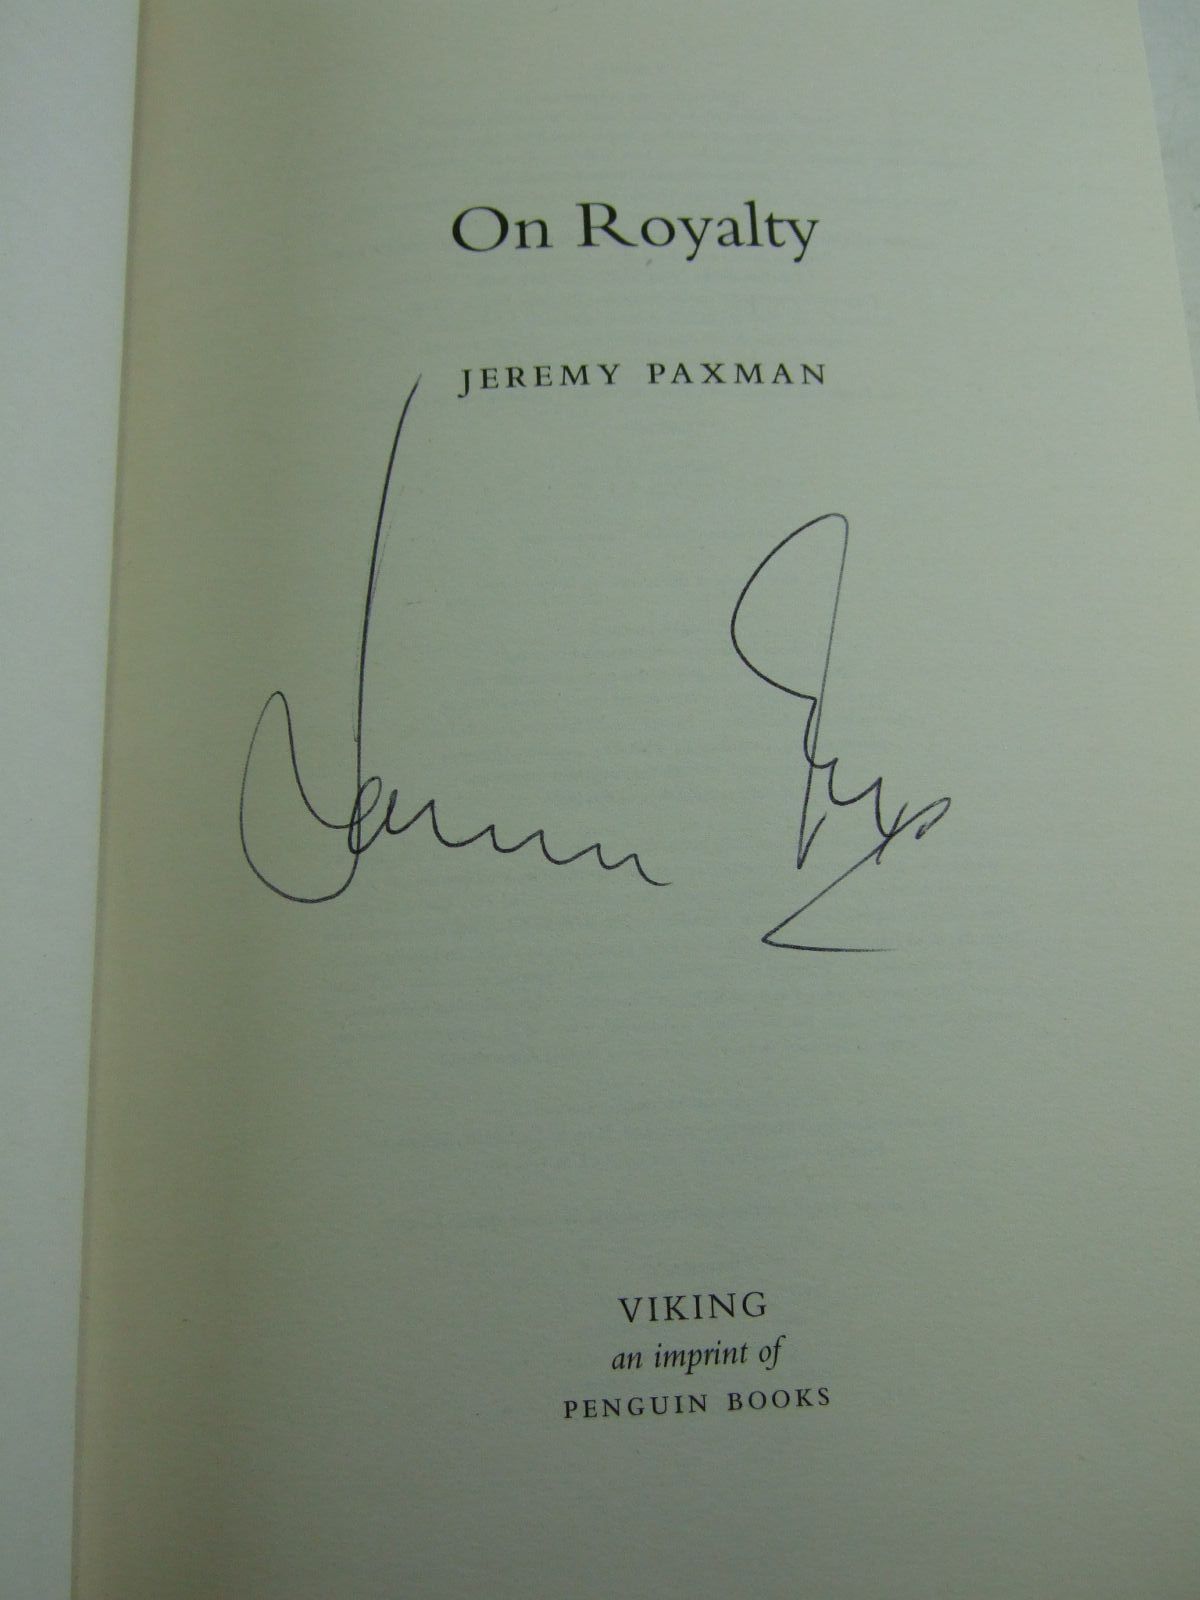 On Royalty
JEREMY PAXMAN
VIKING
an imprint of
PENGUIN BOOKS